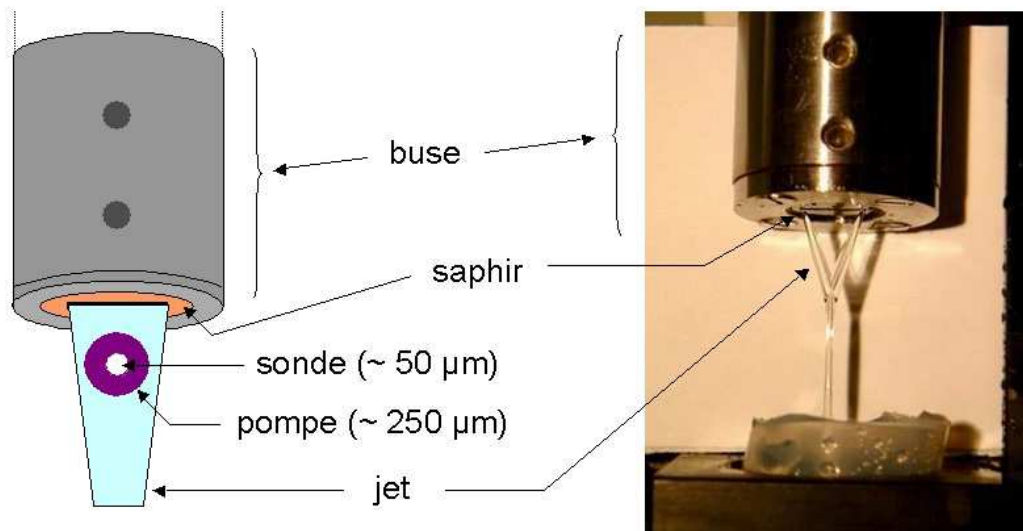 buse
saphir
sonde (~ 50 µm)
pompe (~ 250 µm)
jet